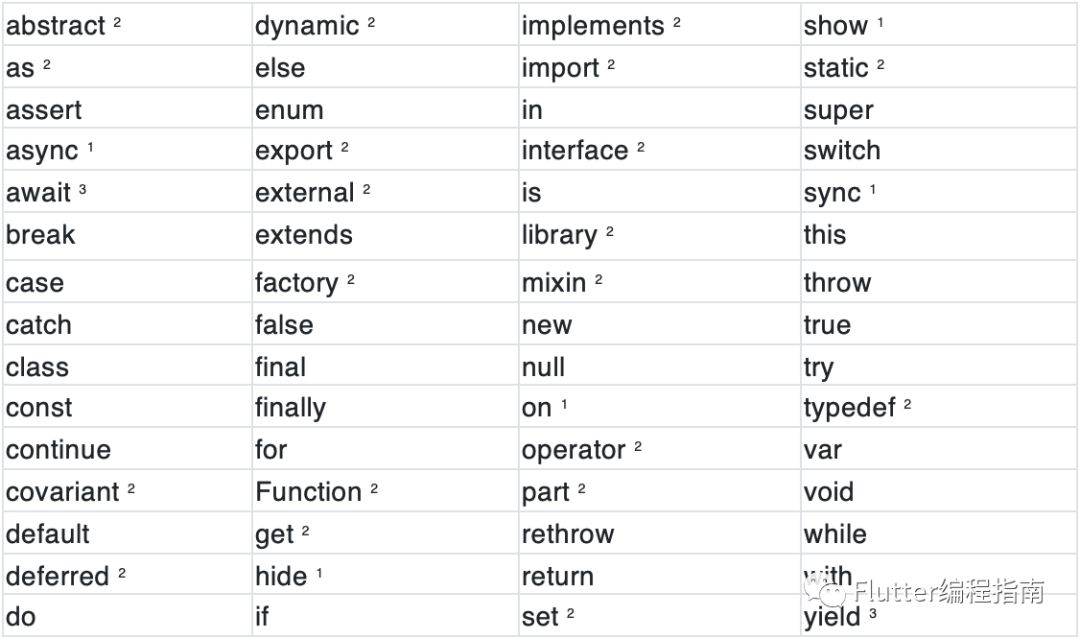 abstract ² dynamic ² implements ² show ¹
as ² else import ² static ²
assert enum in super
async ¹ export ² interface ² switch
await ³ external ² is sync ¹
break extends library ² this
case factory ² mixin ² throw
catch false new true
class final null try
const finally on ¹ typedef ²
continue for operator ² var
covariant ² Function ² part ² void
default get ² rethrow while
deferred ² hide ¹ return with
Flutter编程指南
do if set ² yield ³